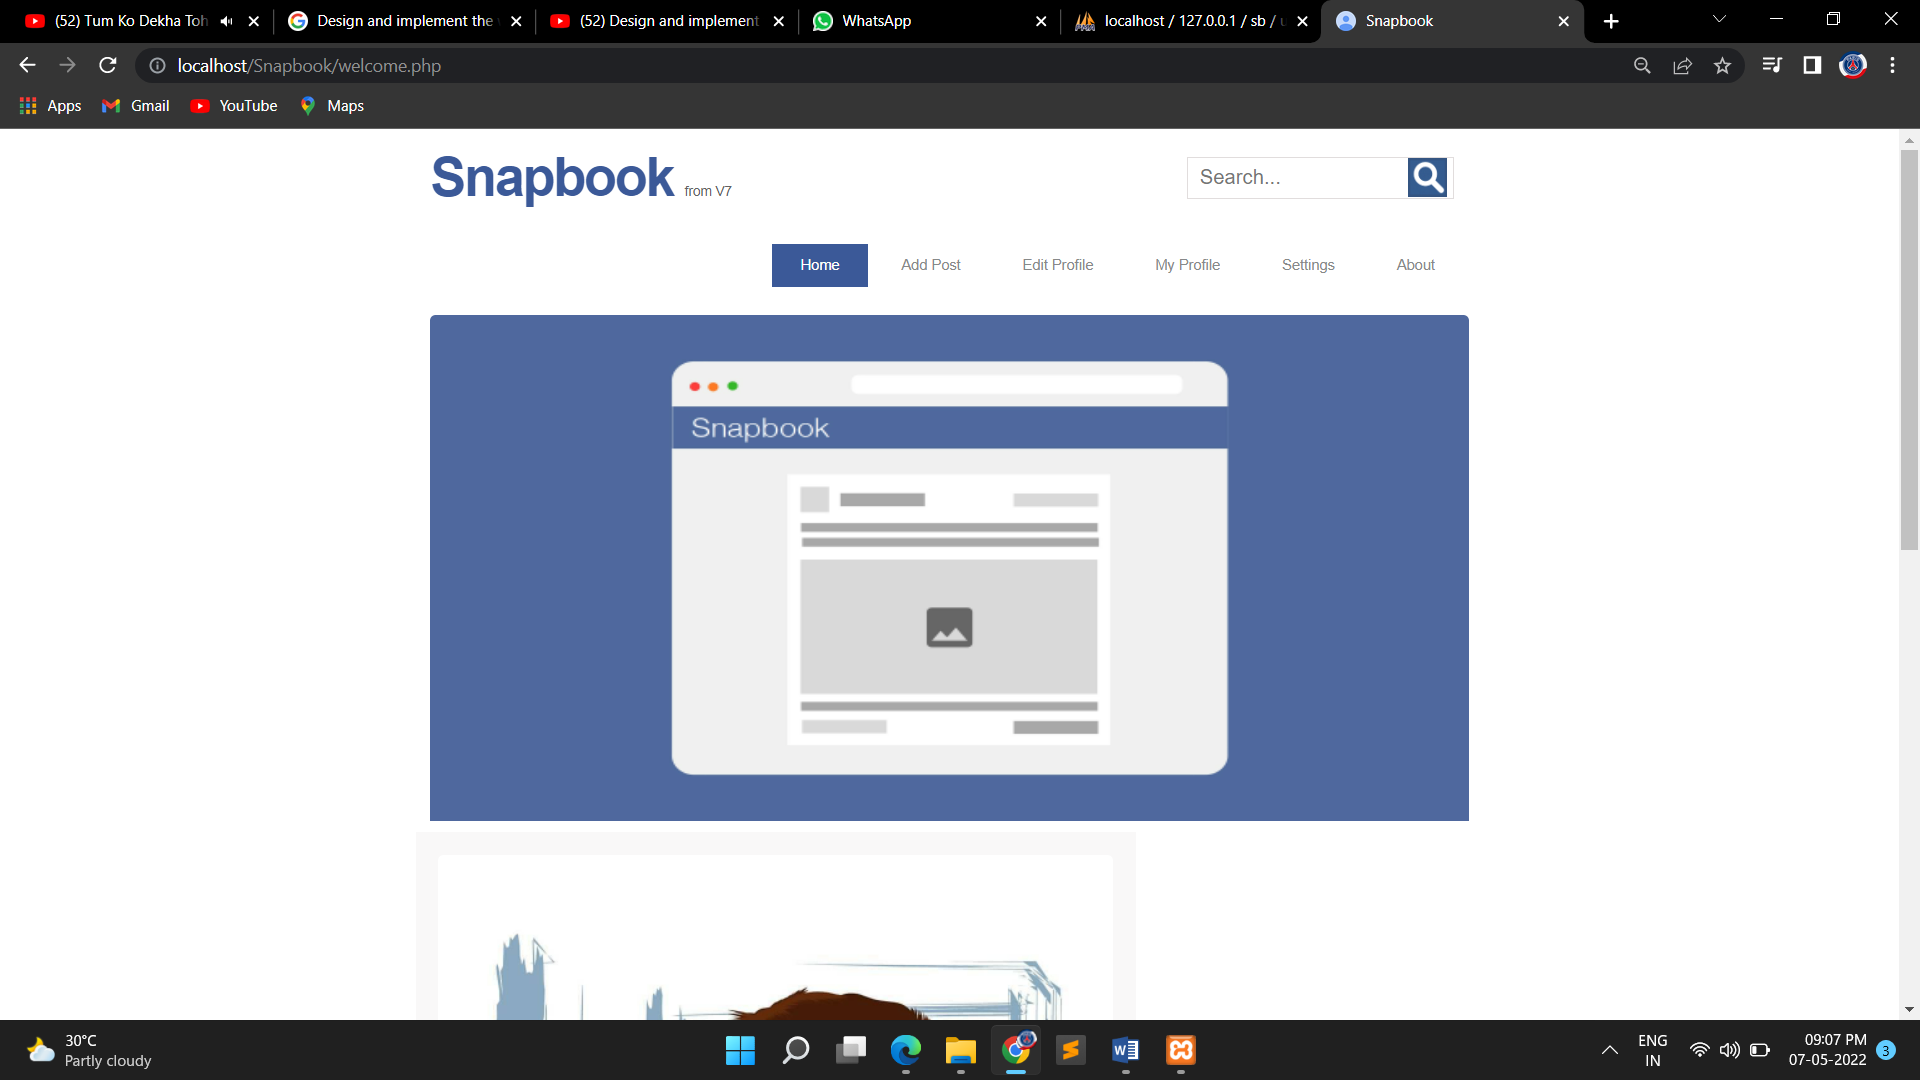 (52) Tum Ko Dekha Toh
Design and implement the
(52) Design and implement
WhatsApp
localhost / 127.0.0.1 / sb /
Snapbook
localhost/Snapbook/welcome.php
Apps
Gmail
YouTube
Maps
Snapbook from V7
Search...
Home
Add Post
Edit Profile
My Profile
Settings
About
Snapbook
30°C
Partly cloudy
ENG
IN
09:07 PM
07-05-2022
3